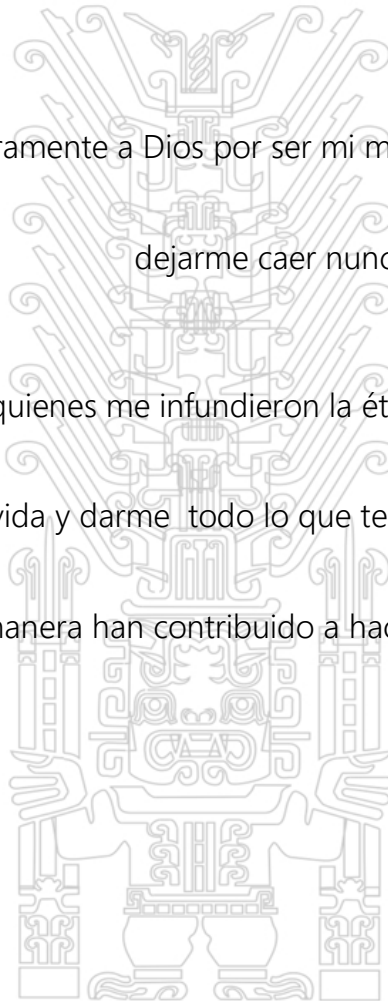 ramente a Dios por ser mi m
dejarme caer nunc
quienes me infundieron la ét
vida y darme todo lo que te
manera han contribuido a hac